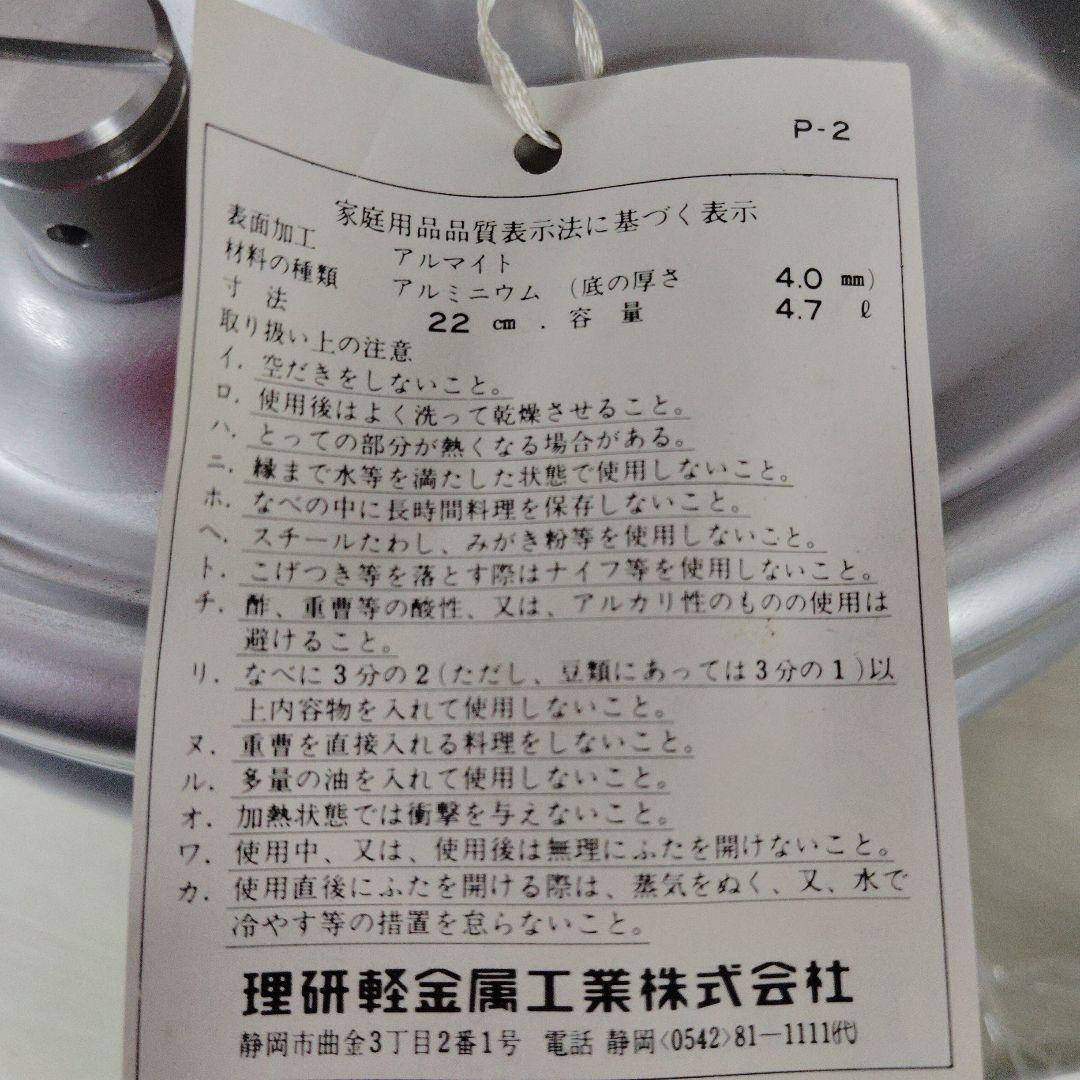 P-2
家庭用品品質表示法に基づく表示
表面加工 アルマイト
材料の種類 アルミニウム (底の厚さ 4.0 mm)
寸法 22 cm . 容量 4.7 ℓ
取り扱い上の注意
イ. 空だきをしないこと。
ロ. 使用後はよく洗って乾燥させること。
ハ. とっての部分が熱くなる場合がある。
ニ. 縁まで水等を満たした状態で使用しないこと。
ホ. なべの中に長時間料理を保存しないこと。
ヘ. スチールたわし、みがき粉等を使用しないこと。
ト. こげつき等を落とす際はナイフ等を使用しないこと。
チ. 酢、重曹等の酸性、又は、アルカリ性のものの使用は
避けること。
リ. なべに3分の2(ただし、豆類にあっては3分の1)以
上内容物を入れて使用しないこと。
ヌ. 重曹を直接入れる料理をしないこと。
ル. 多量の油を入れて使用しないこと。
オ. 加熱状態では衝撃を与えないこと。
ワ. 使用中、又は、使用後は無理にふたを開けないこと。
カ. 使用直後にふたを開ける際は、蒸気をぬく、又、水で
冷やす等の措置を怠らないこと。
理研軽金属工業株式会社
静岡市曲金3丁目2番1号 電話 静岡〈0542〉81―1111(代)